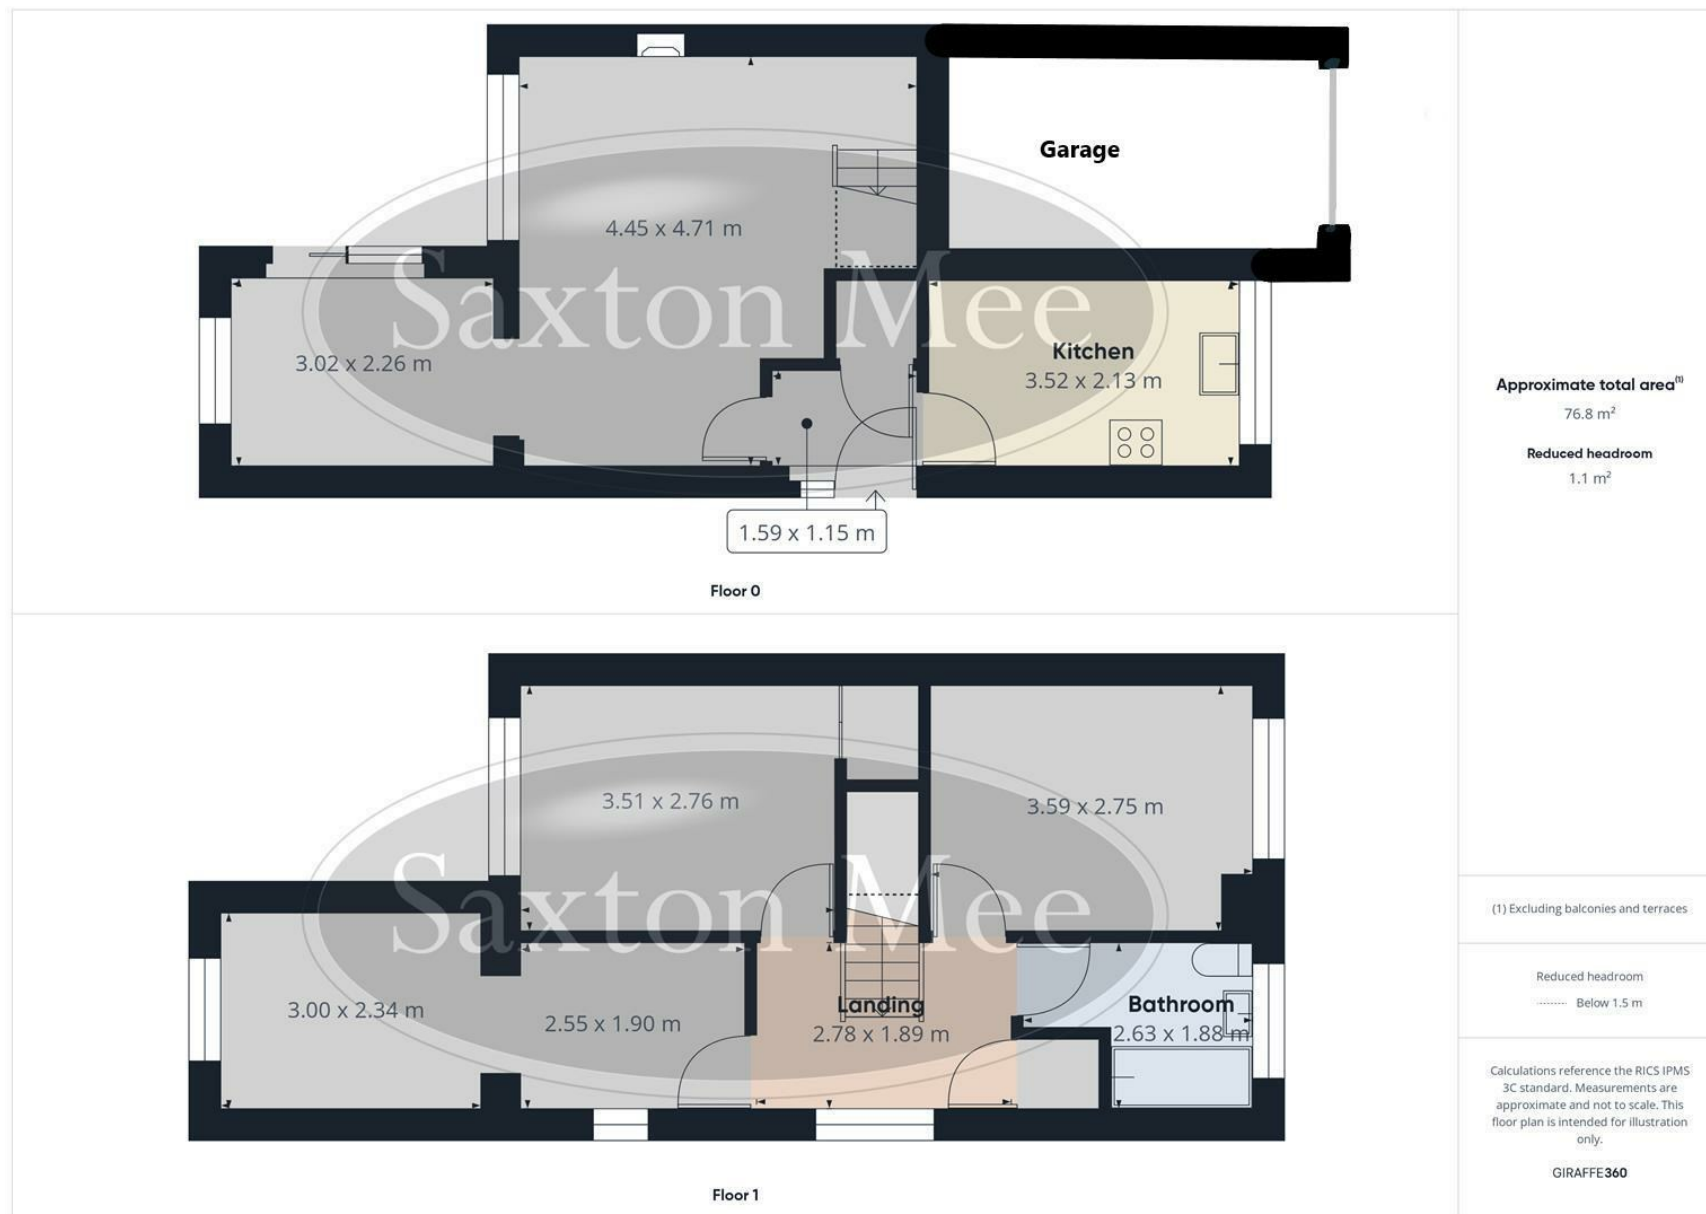 Garage
4.45 x 4.71 m
Saxton Mee
3.02 x 2.26 m
Kitchen
3.52 x 2.13 m
1.59 x 1.15 m
Floor 0
3.51 x 2.76 m
3.59 x 2.75 m
Saxton Mee
3.00 x 2.34 m
2.55 x 1.90 m
Landing
2.78 x 1.89 m
Bathroom
2.63 x 1.88 m
Floor 1
Approximate total area(1)
76.8 m²
Reduced headroom
1.1 m²
(1) Excluding balconies and terraces
Reduced headroom
Below 1.5 m
Calculations reference the RICS IPMS
3C standard. Measurements are
approximate and not to scale. This
floor plan is intended for illustration
only.
GIRAFFE360